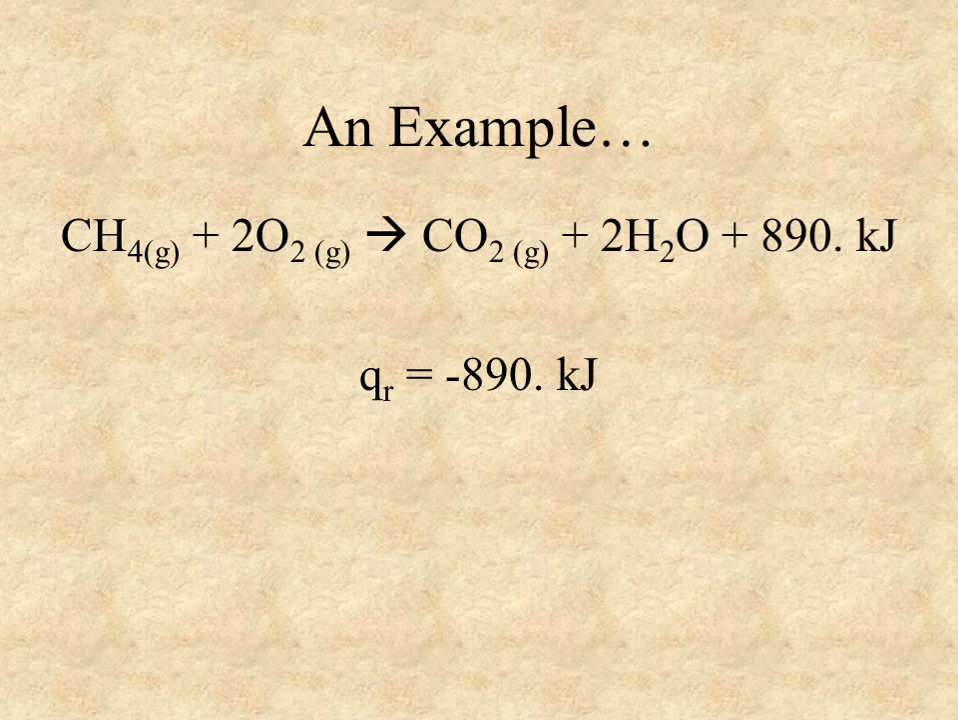 An Example…
CH₄(g) + 2O₂ (g) → CO₂ (g) + 2H₂O + 890. kJ
qᵣ = -890. kJ